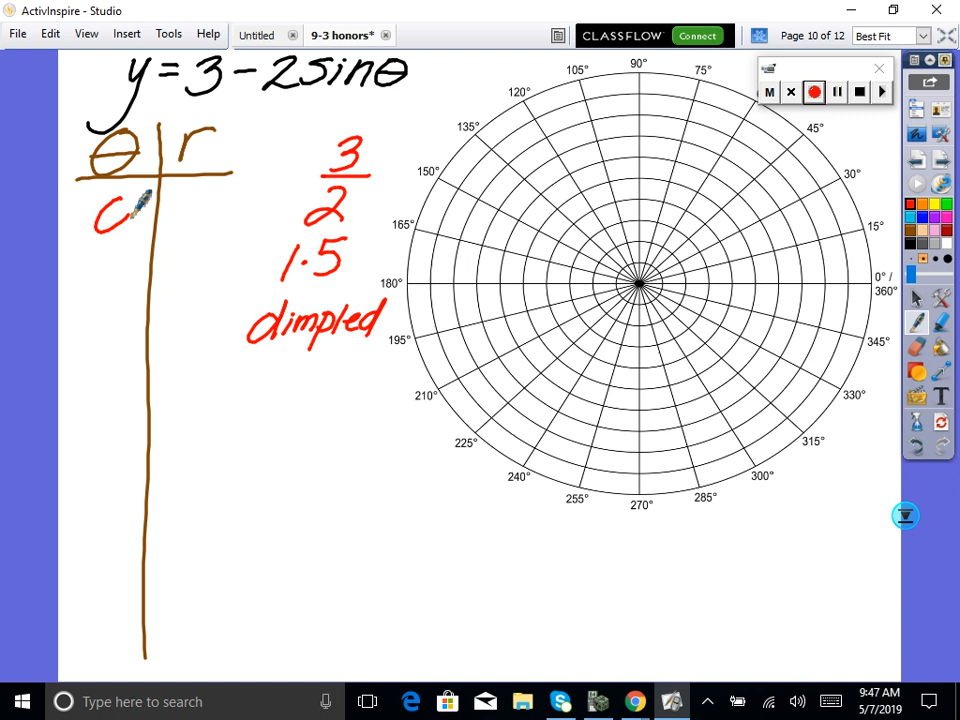 ActivInspire - Studio
File Edit View Insert Tools Help Untitled 9-3 honors* CLASSFLOW Connect Page 10 of 12 Best Fit
y = 3 - 2sinθ
θ r
3
2
1.5
dimpled
90°
105° 75°
120°
135° 45°
150° 30°
165° 15°
180° 0° / 360°
195° 345°
210° 330°
225° 315°
240° 300°
255° 270° 285°
M
T
Type here to search
9:47 AM
5/7/2019